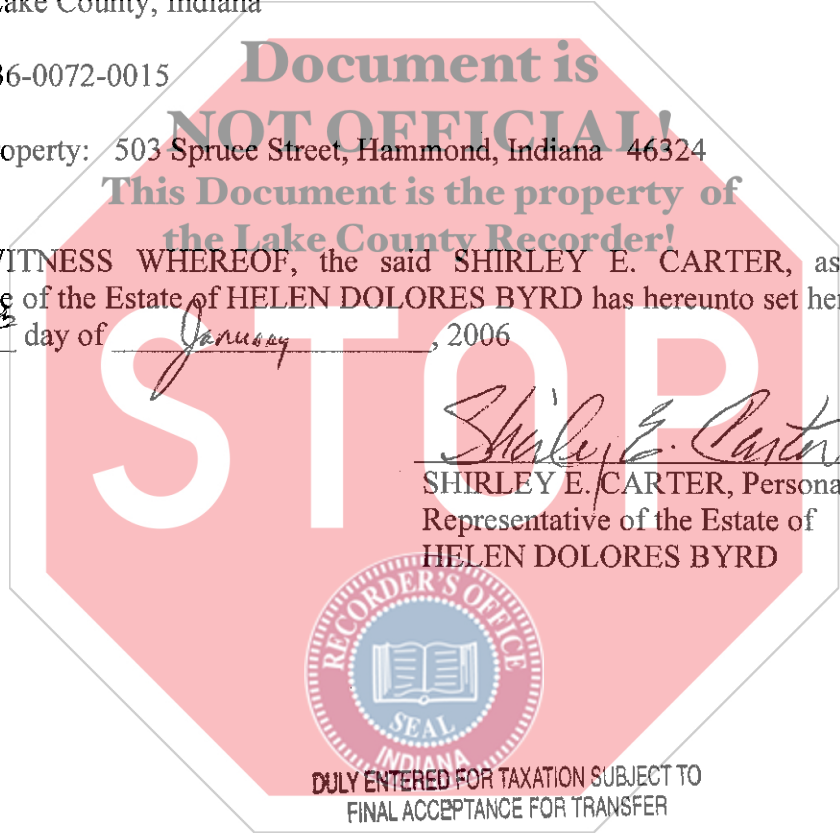 Lake County, Indiana
Document is
36-0072-0015
NOT OFFICIAL!
operty: 503 Spruce Street, Hammond, Indiana 46324
This Document is the property of
the Lake County Recorder!
VITNESS WHEREOF, the said SHIRLEY E. CARTER, as
e of the Estate of HELEN DOLORES BYRD has hereunto set her
day of January, 2006
STOP
Shirley E. Carter
SHIRLEY E. CARTER, Persona
Representative of the Estate of
HELEN DOLORES BYRD
RECORDER'S OFFICE
SEAL
INDIANA
DULY ENTERED FOR TAXATION SUBJECT TO
FINAL ACCEPTANCE FOR TRANSFER